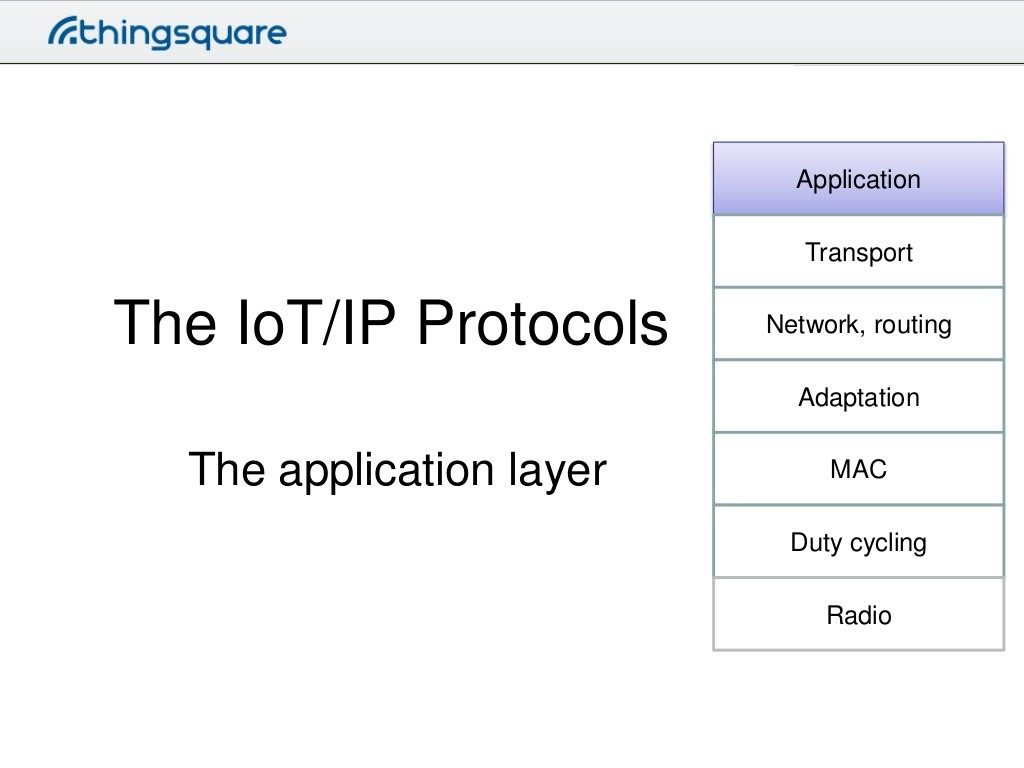 thingsquare
Application
Transport
The IoT/IP Protocols
Network, routing
Adaptation
The application layer
MAC
Duty cycling
Radio